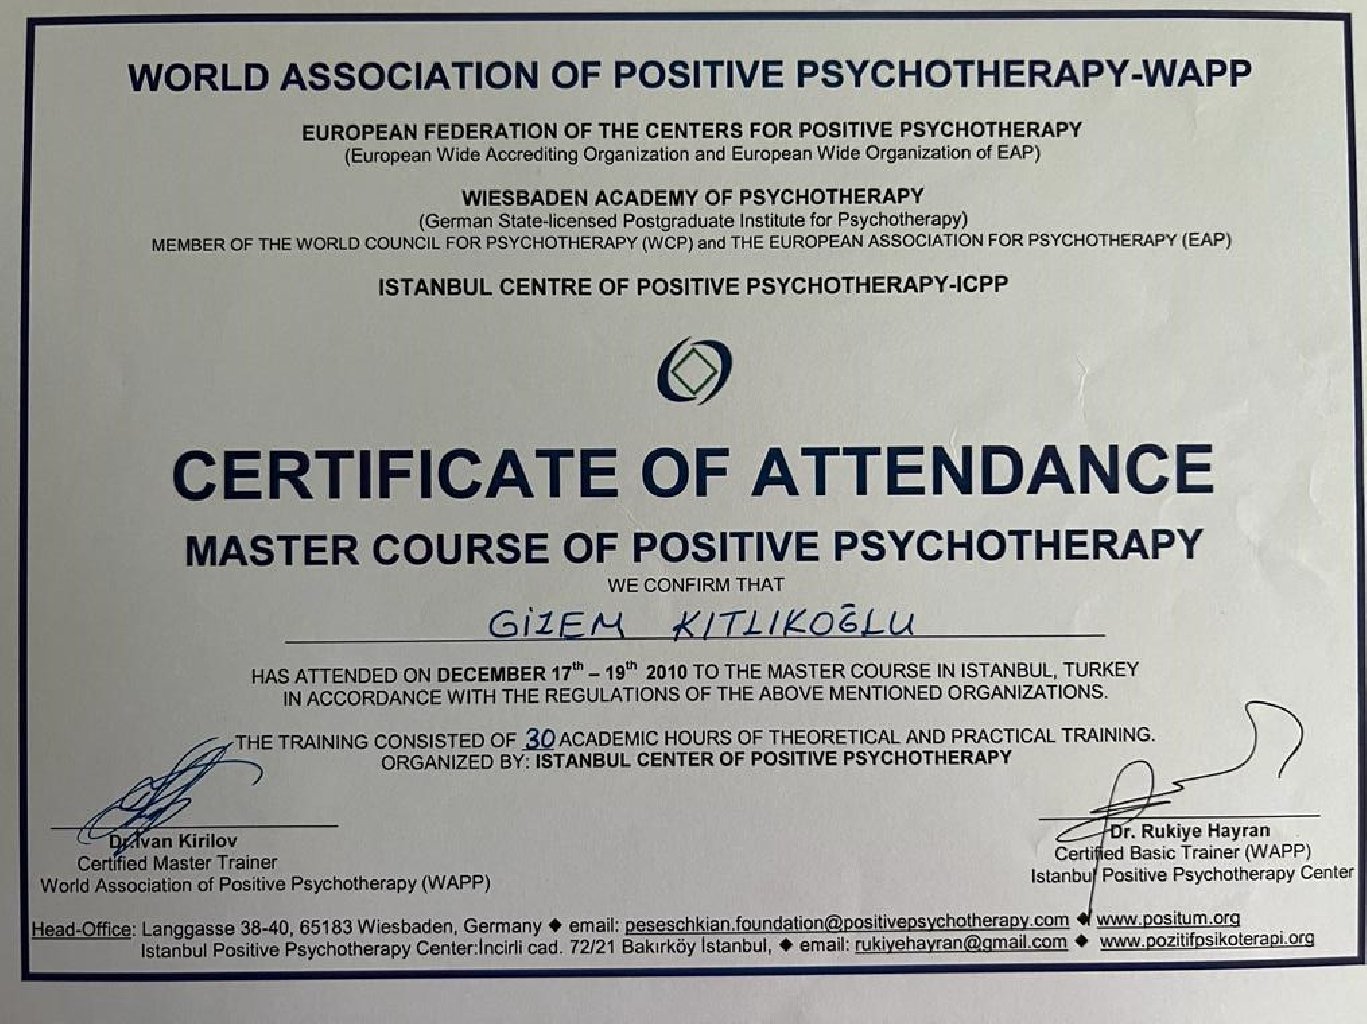 WORLD ASSOCIATION OF POSITIVE PSYCHOTHERAPY-WAPP
EUROPEAN FEDERATION OF THE CENTERS FOR POSITIVE PSYCHOTHERAPY
(European Wide Accrediting Organization and European Wide Organization of EAP)
WIESBADEN ACADEMY OF PSYCHOTHERAPY
(German State-licensed Postgraduate Institute for Psychotherapy)
MEMBER OF THE WORLD COUNCIL FOR PSYCHOTHERAPY (WCP) and THE EUROPEAN ASSOCIATION FOR PSYCHOTHERAPY (EAP)
ISTANBUL CENTRE OF POSITIVE PSYCHOTHERAPY-ICPP
CERTIFICATE OF ATTENDANCE
MASTER COURSE OF POSITIVE PSYCHOTHERAPY
WE CONFIRM THAT
GİZEM KITLIKOĞLU
HAS ATTENDED ON DECEMBER 17th – 19th 2010 TO THE MASTER COURSE IN ISTANBUL, TURKEY
IN ACCORDANCE WITH THE REGULATIONS OF THE ABOVE MENTIONED ORGANIZATIONS.
THE TRAINING CONSISTED OF 30 ACADEMIC HOURS OF THEORETICAL AND PRACTICAL TRAINING.
ORGANIZED BY: ISTANBUL CENTER OF POSITIVE PSYCHOTHERAPY
Dr. Ivan Kirilov
Certified Master Trainer
World Association of Positive Psychotherapy (WAPP)
Dr. Rukiye Hayran
Certified Basic Trainer (WAPP)
Istanbul Positive Psychotherapy Center
Head-Office: Langgasse 38-40, 65183 Wiesbaden, Germany ◆ email: peseschkian.foundation@positivepsychotherapy.com ◆ www.positum.org
Istanbul Positive Psychotherapy Center:İncirli cad. 72/21 Bakırköy İstanbul, ◆ email: rukiyehayran@gmail.com ◆ www.pozitifpsikoterapi.org